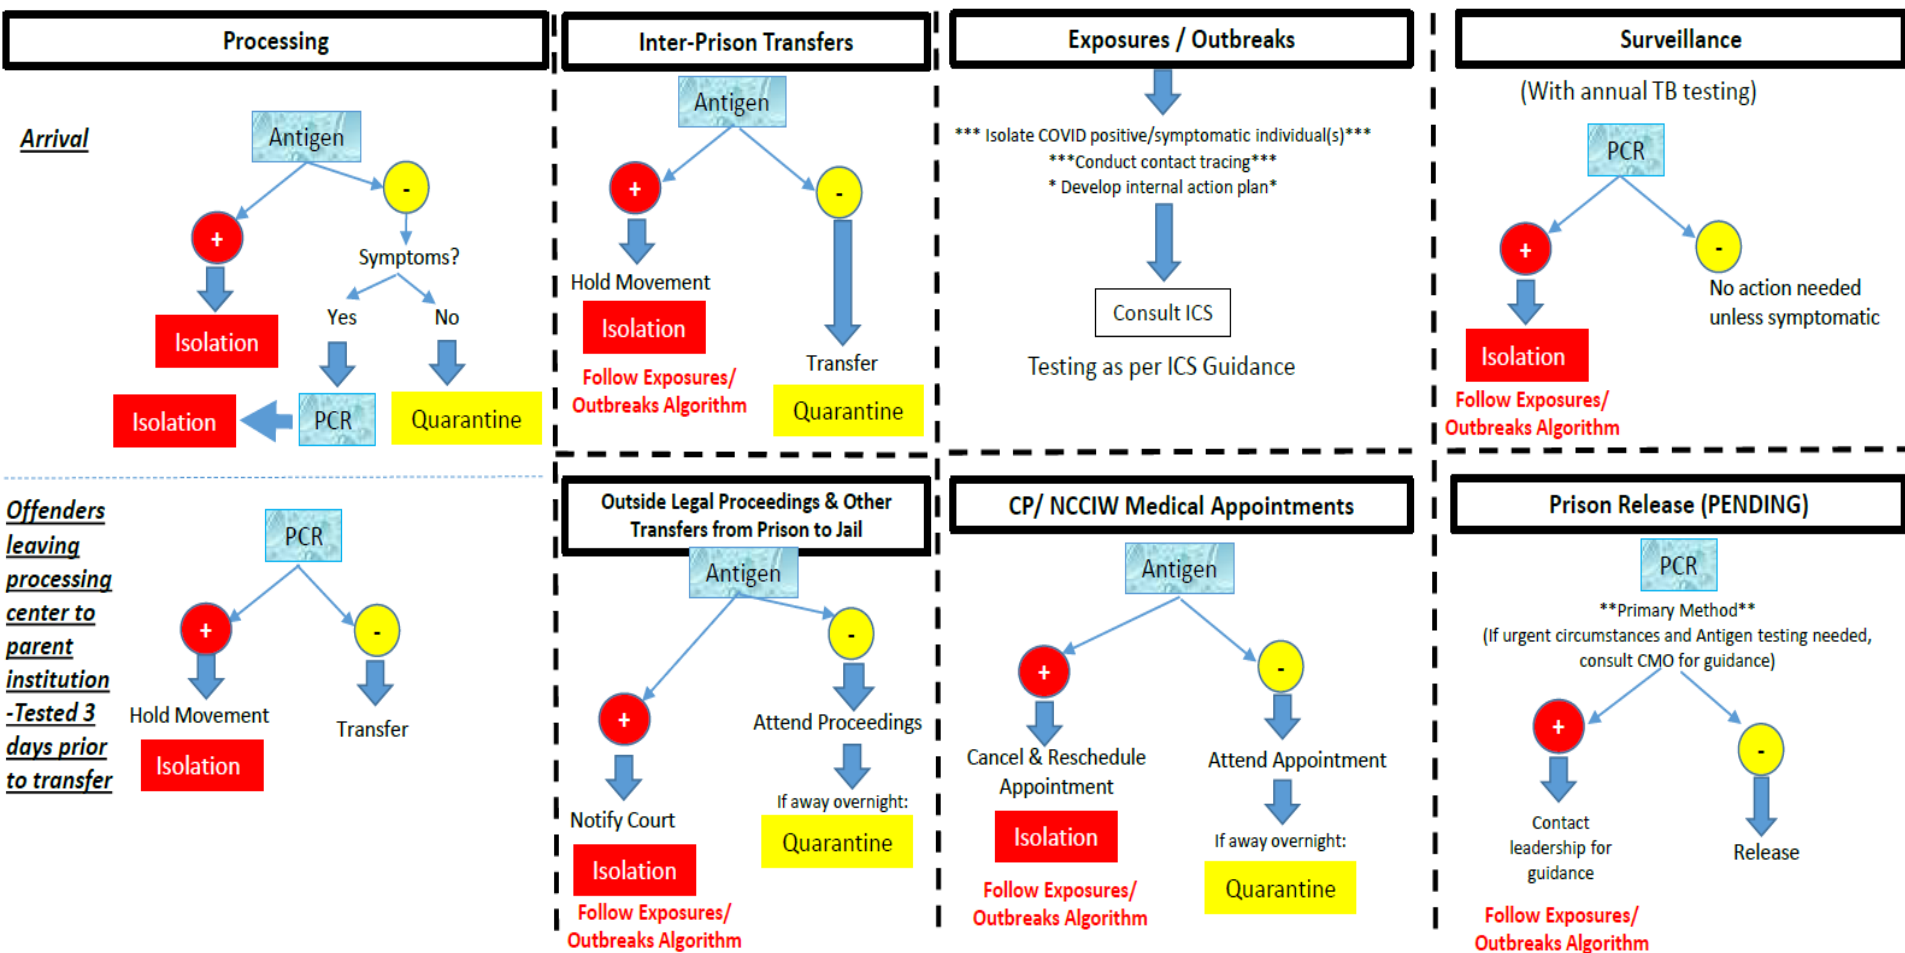 Processing
Arrival
Antigen
-
+
Symptoms?
Yes
No
Isolation
Isolation
PCR
Quarantine
Offenders
leaving
processing
center to
parent
institution
-Tested 3
days prior
to transfer
PCR
+
-
Hold Movement
Isolation
Transfer
Inter-Prison Transfers
Antigen
+
-
Hold Movement
Isolation
Follow Exposures/
Outbreaks Algorithm
Transfer
Quarantine
Outside Legal Proceedings & Other
Transfers from Prison to Jail
Antigen
-
+
Attend Proceedings
If away overnight:
Quarantine
Notify Court
Isolation
Follow Exposures/
Outbreaks Algorithm
Exposures / Outbreaks
*** Isolate COVID positive/symptomatic individual(s)***
***Conduct contact tracing***
* Develop internal action plan*
Consult ICS
Testing as per ICS Guidance
CP/ NCCIW Medical Appointments
Antigen
+
-
Cancel & Reschedule
Appointment
Isolation
Follow Exposures/
Outbreaks Algorithm
Attend Appointment
If away overnight:
Quarantine
Surveillance
(With annual TB testing)
PCR
+
-
Isolation
Follow Exposures/
Outbreaks Algorithm
No action needed
unless symptomatic
Prison Release (PENDING)
PCR
**Primary Method**
(If urgent circumstances and Antigen testing needed,
consult CMO for guidance)
+
-
Contact
leadership for
guidance
Follow Exposures/
Outbreaks Algorithm
Release